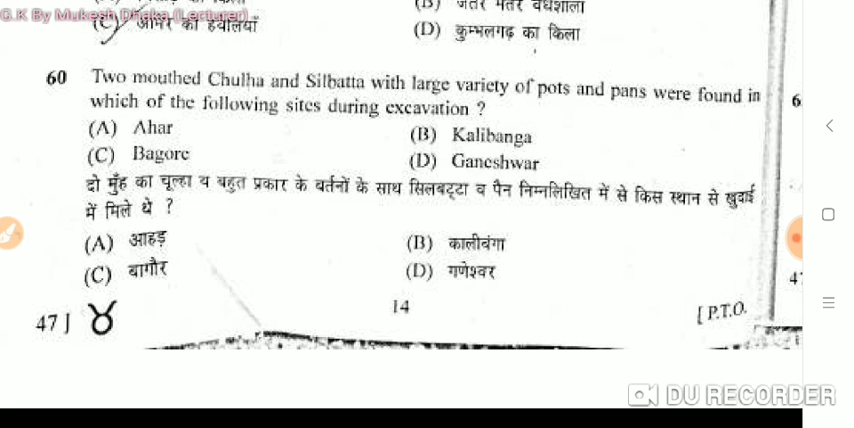 (B) जंतर मंतर वेधशाला
G.K By Mukesh Dhaka (Lecturer)
(C) आमेर की हवेलियाँ
(D) कुम्भलगढ़ का किला
60 Two mouthed Chulha and Silbatta with large variety of pots and pans were found in
which of the following sites during excavation ?
(A) Ahar
(B) Kalibanga
(C) Bagore
(D) Ganeshwar
दो मुँह का चूल्हा व बहुत प्रकार के बर्तनों के साथ सिलबट्टा व पैन निम्नलिखित में से किस स्थान से खुदाई
में मिले थे ?
(A) आहड़
(B) कालीबंगा
(C) बागौर
(D) गणेश्वर
47 J
14
[ P.T.O.
6
4
DU RECORDER